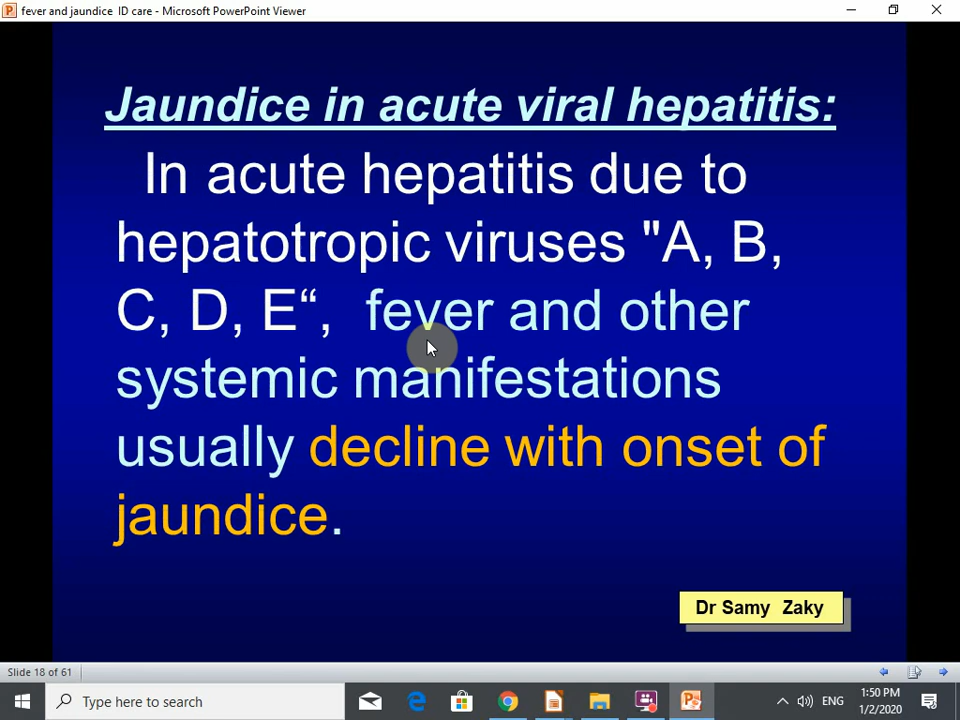 fever and jaundice ID care - Microsoft PowerPoint Viewer
Jaundice in acute viral hepatitis:
In acute hepatitis due to
hepatotropic viruses "A, B,
C, D, E“, fever and other
systemic manifestations
usually decline with onset of
jaundice.
Dr Samy Zaky
Slide 18 of 61
Type here to search
ENG
1:50 PM
1/2/2020